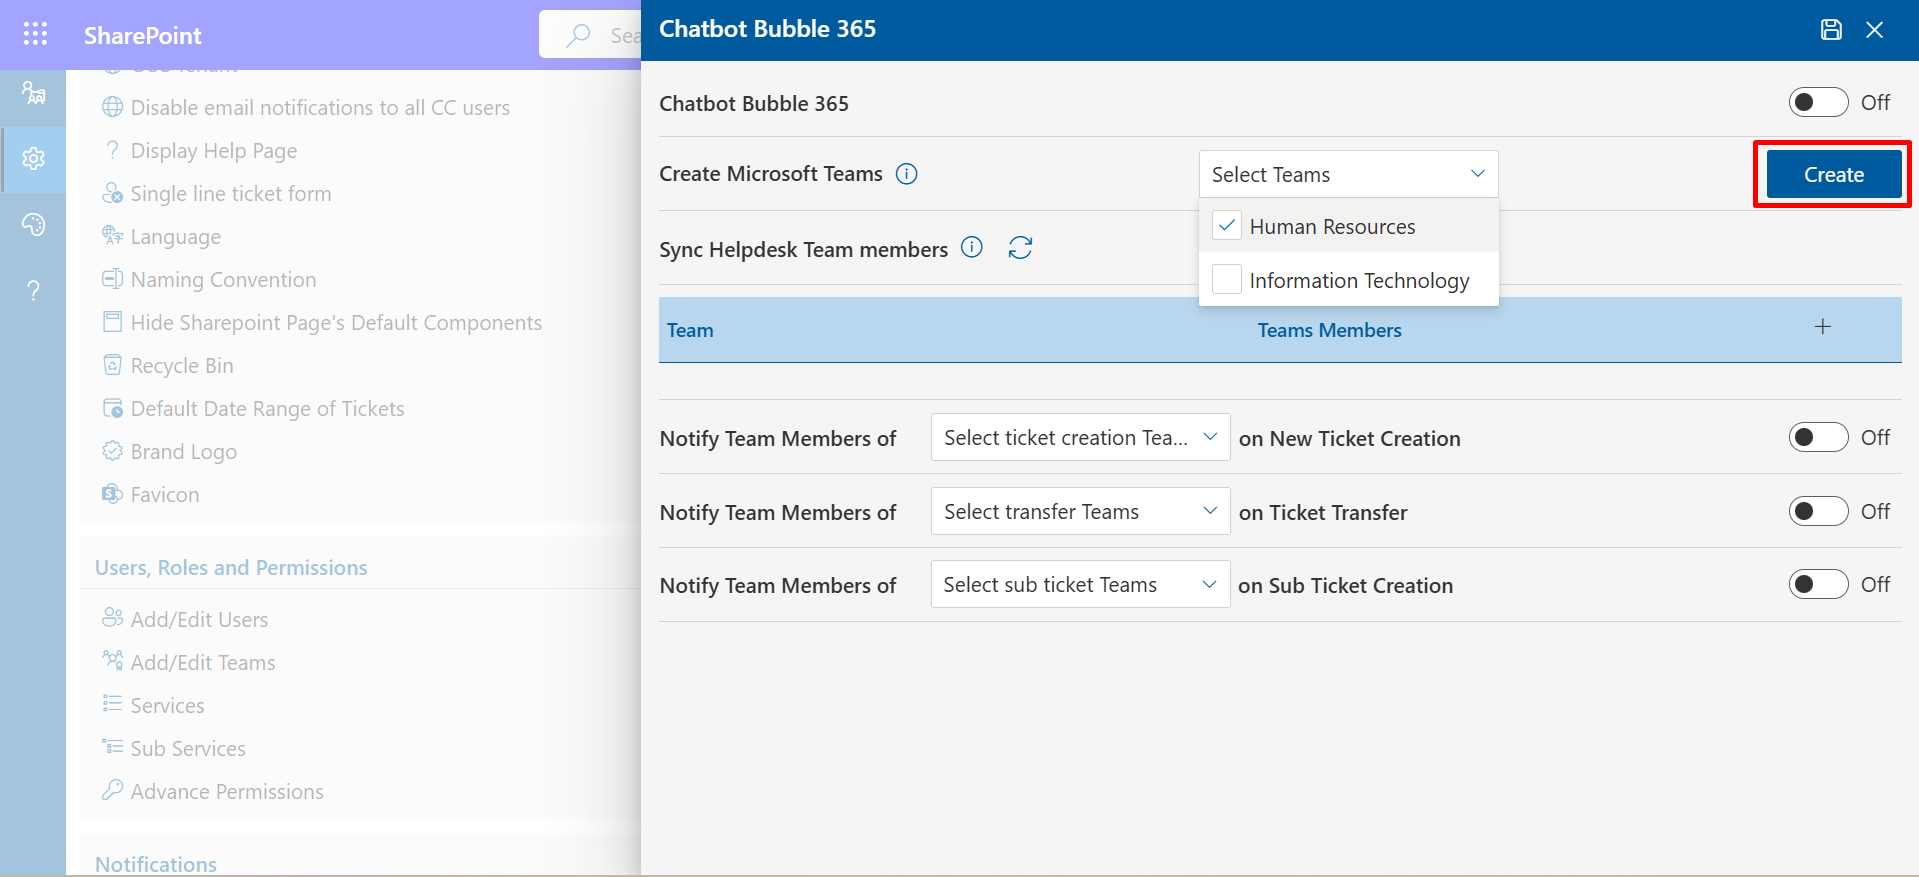 SharePoint
Sea
Chatbot Bubble 365
Disable email notifications to all CC users
Display Help Page
Single line ticket form
Language
Naming Convention
Hide Sharepoint Page's Default Components
Recycle Bin
Default Date Range of Tickets
Brand Logo
Favicon
Users, Roles and Permissions
Add/Edit Users
Add/Edit Teams
Services
Sub Services
Advance Permissions
Notifications
Chatbot Bubble 365 Off
Create Microsoft Teams Select Teams Create
Human Resources
Sync Helpdesk Team members
Information Technology
Team Teams Members
Notify Team Members of Select ticket creation Tea... on New Ticket Creation Off
Notify Team Members of Select transfer Teams on Ticket Transfer Off
Notify Team Members of Select sub ticket Teams on Sub Ticket Creation Off